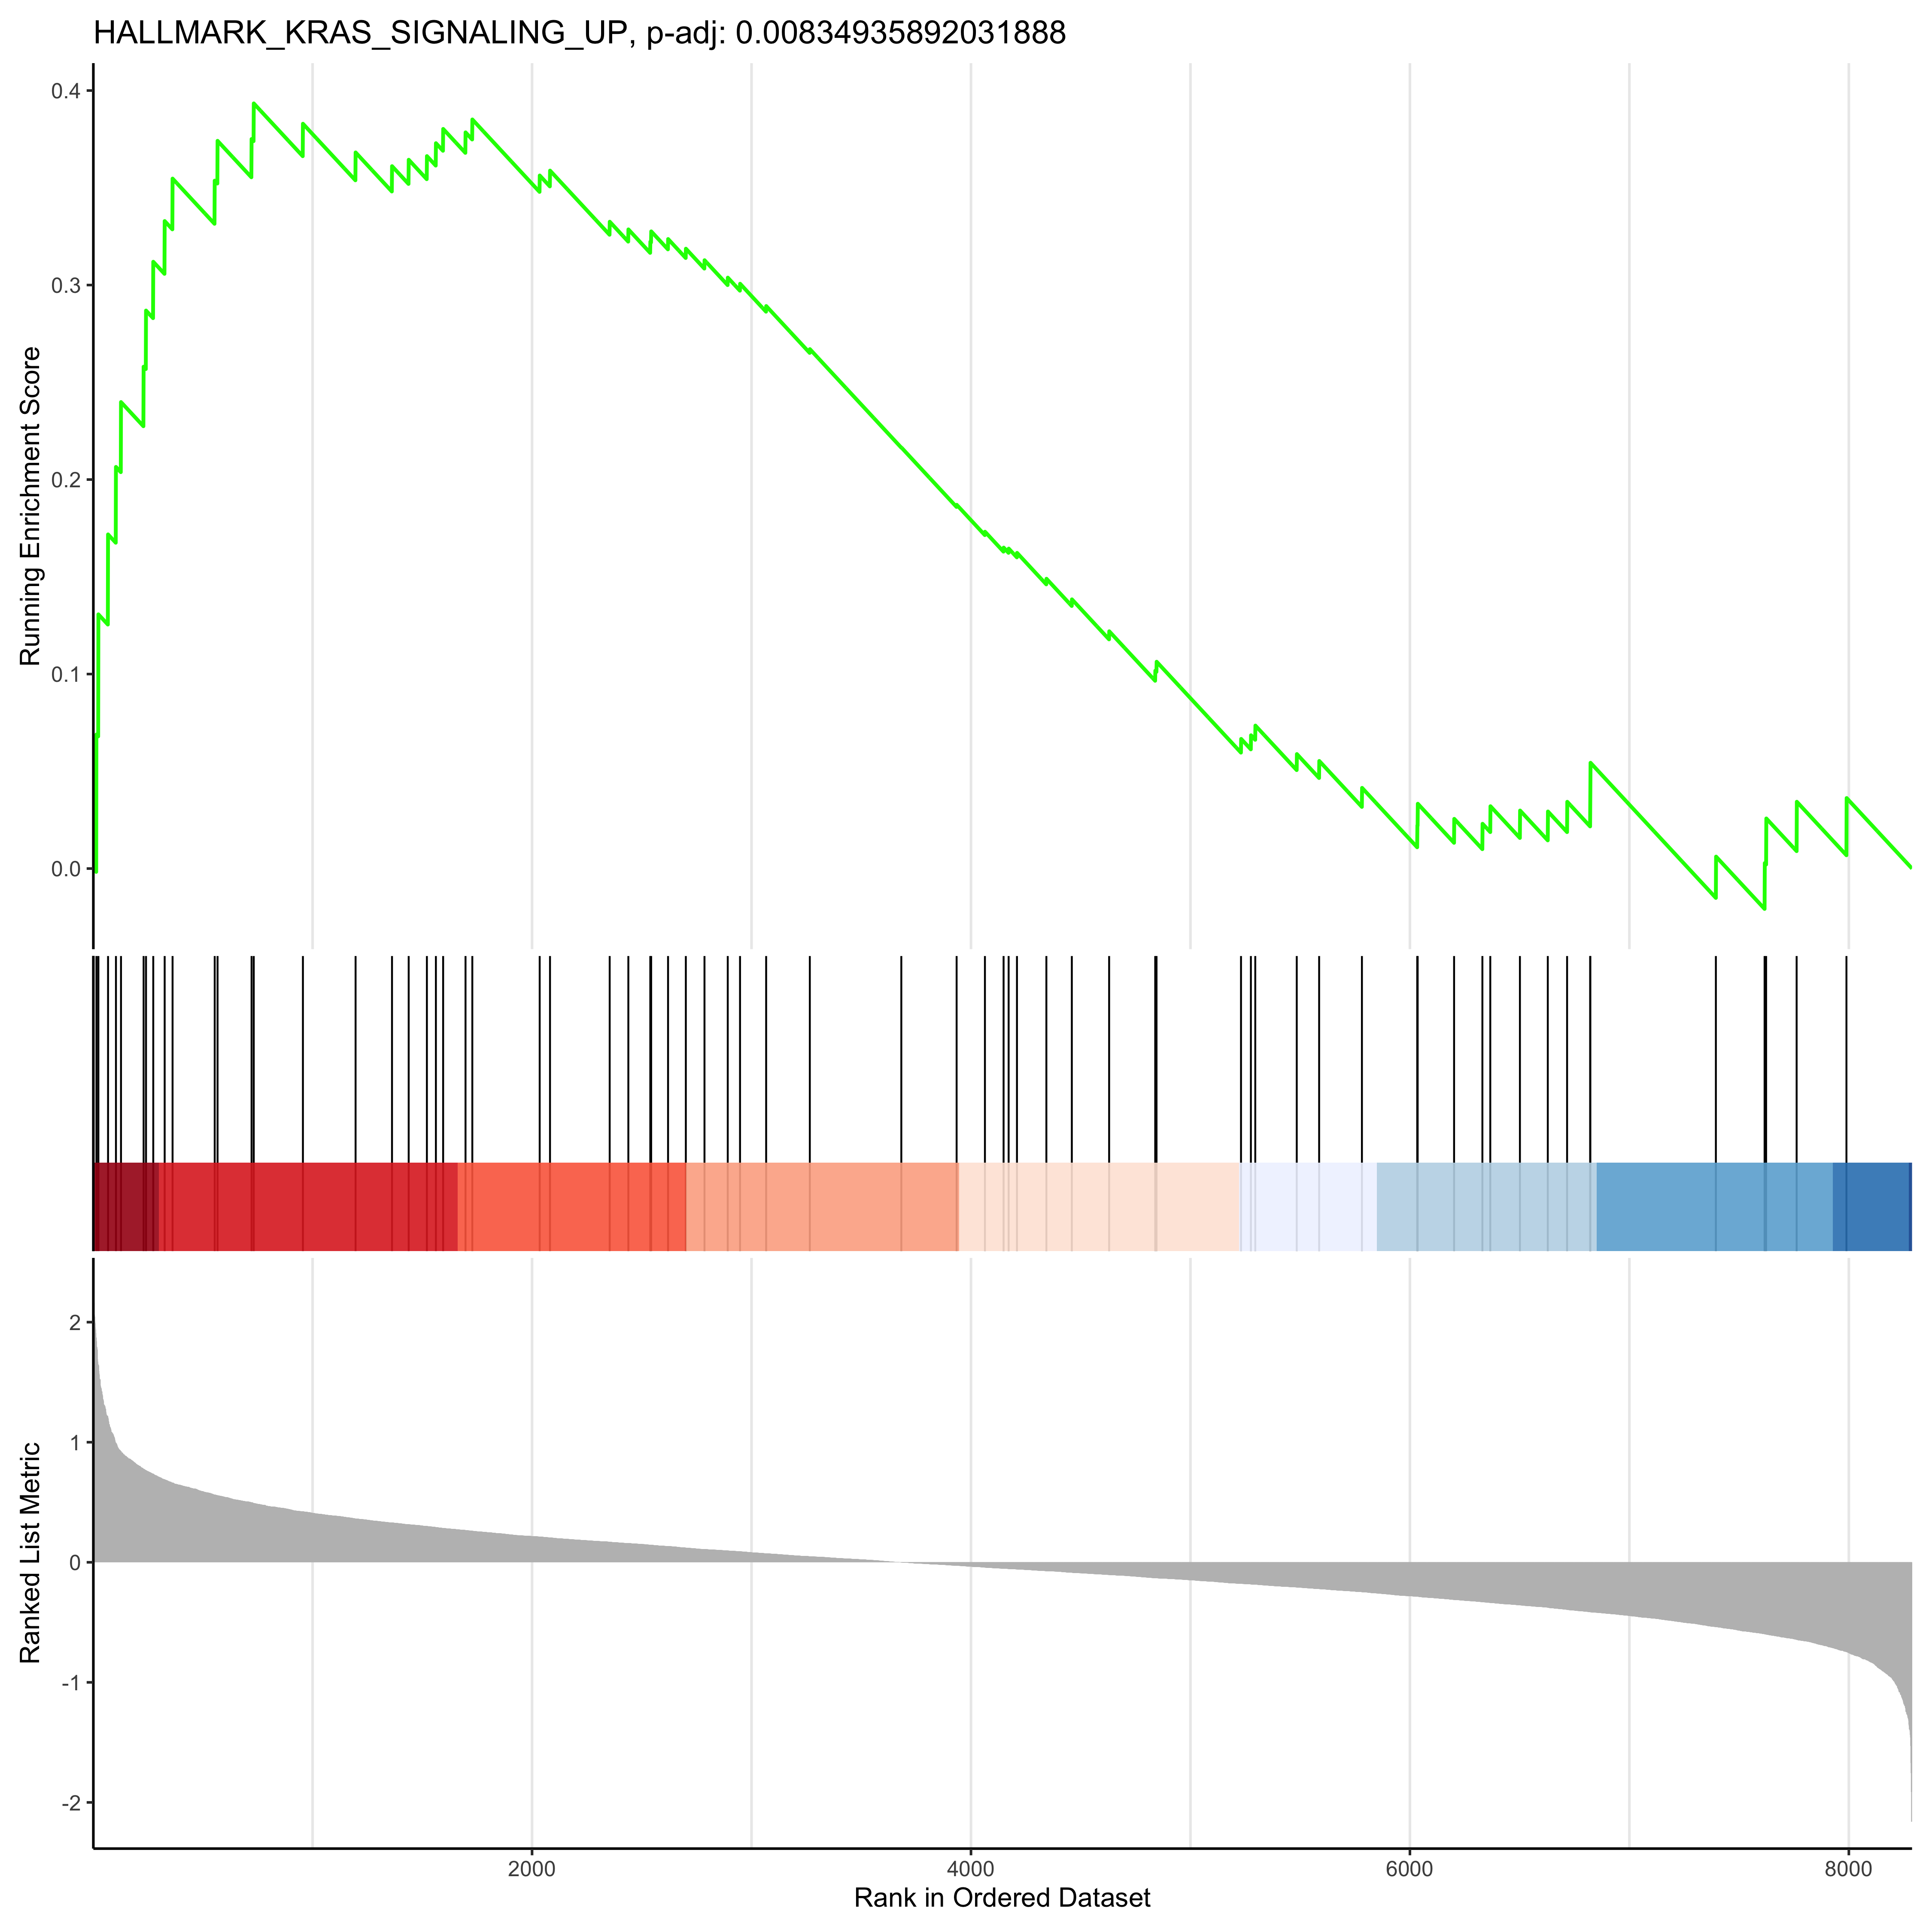 HALLMARK_KRAS_SIGNALING_UP, p-adj: 0.00834935892031888
Running Enrichment Score
0.4
0.3
0.2
0.1
0.0
Ranked List Metric
2
1
0
-1
-2
2000 4000 6000 8000
Rank in Ordered Dataset